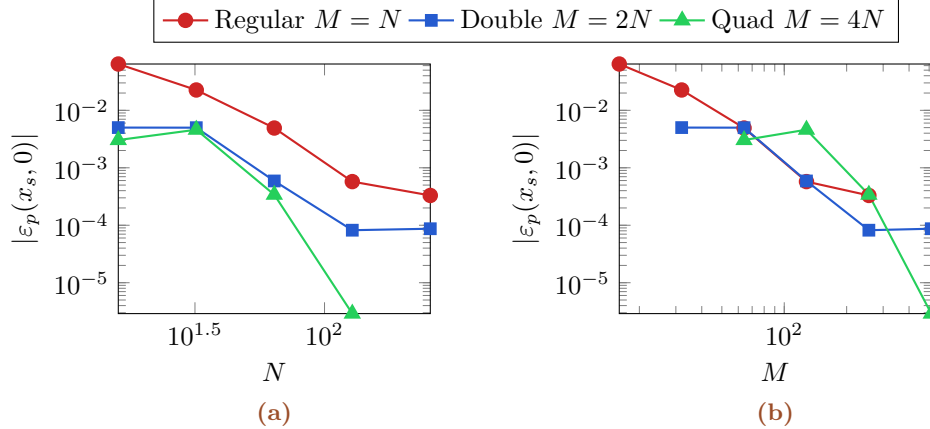 Regular M = N Double M = 2N Quad M = 4N
|ε_p(x_s, 0)|
10^−2
10^−3
10^−4
10^−5
10^1.5 10^2
N
(a)
|ε_p(x_s, 0)|
10^−2
10^−3
10^−4
10^−5
10^2
M
(b)